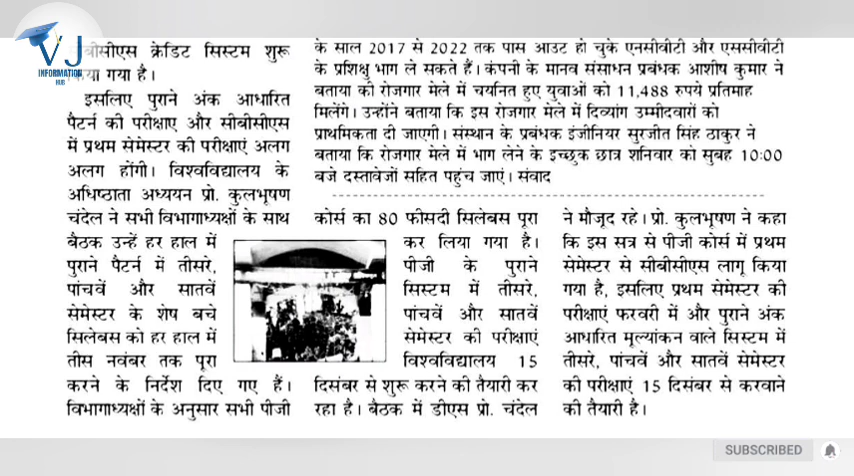 VJ
INFORMATION
HUB
बीसीएस क्रेडिट सिस्टम शुरू
गया है।
इसलिए पुराने अंक आधारित
पैटर्न की परीक्षाए और सीबीसीएस
में प्रथम सेमेस्टर की परीक्षाएं अलग
अलग होंगी। विश्वविद्यालय के
अधिष्ठाता अध्ययन प्रो. कुलभूषण
चंदेल ने सभी विभागाध्यक्षों के साथ
बैठक उन्हें हर हाल में
पुराने पैटर्न में तीसरे,
पांचवें और सातवें
सेमेस्टर के शेष बचे
सिलेबस को हर हाल में
तीस नवंबर तक पूरा
करने के निर्देश दिए गए हैं।
विभागाध्यक्षों के अनुसार सभी पीजी
के साल 2017 से 2022 तक पास आउट हो चुके एनसीवीटी और एससीवीटी
के प्रशिक्षु भाग ले सकते हैं। कंपनी के मानव संसाधन प्रबंधक आशीष कुमार ने
बताया की रोजगार मेले में चयनित हुए युवाओं को 11,488 रुपये प्रतिमाह
मिलेंगे। उन्होंने बताया कि इस रोजगार मेले में दिव्यांग उम्मीदवारों को
प्राथमिकता दी जाएगी। संस्थान के प्रबंधक इंजीनियर सुरजीत सिंह ठाकुर ने
बताया कि रोजगार मेले में भाग लेने के इच्छुक छात्र शनिवार को सुबह 10:00
बजे दस्तावेजों सहित पहुंच जाएं। संवाद
कोर्स का 80 फीसदी सिलेबस पूरा
कर लिया गया है।
पीजी के पुराने
सिस्टम में तीसरे,
पांचवें और सातवें
सेमेस्टर की परीक्षाएं
विश्वविद्यालय 15
दिसंबर से शुरू करने की तैयारी कर
रहा है। बैठक में डीएस प्रो. चंदेल
ने मौजूद रहे। प्रो. कुलभूषण ने कहा
कि इस सत्र से पीजी कोर्स में प्रथम
सेमेस्टर से सीबीसीएस लागू किया
गया है, इसलिए प्रथम सेमेस्टर की
परीक्षाएं फरवरी में और पुराने अंक
आधारित मूल्यांकन वाले सिस्टम में
तीसरे, पांचवें और सातवें सेमेस्टर
की परीक्षाएं 15 दिसंबर से करवाने
की तैयारी है।
SUBSCRIBED